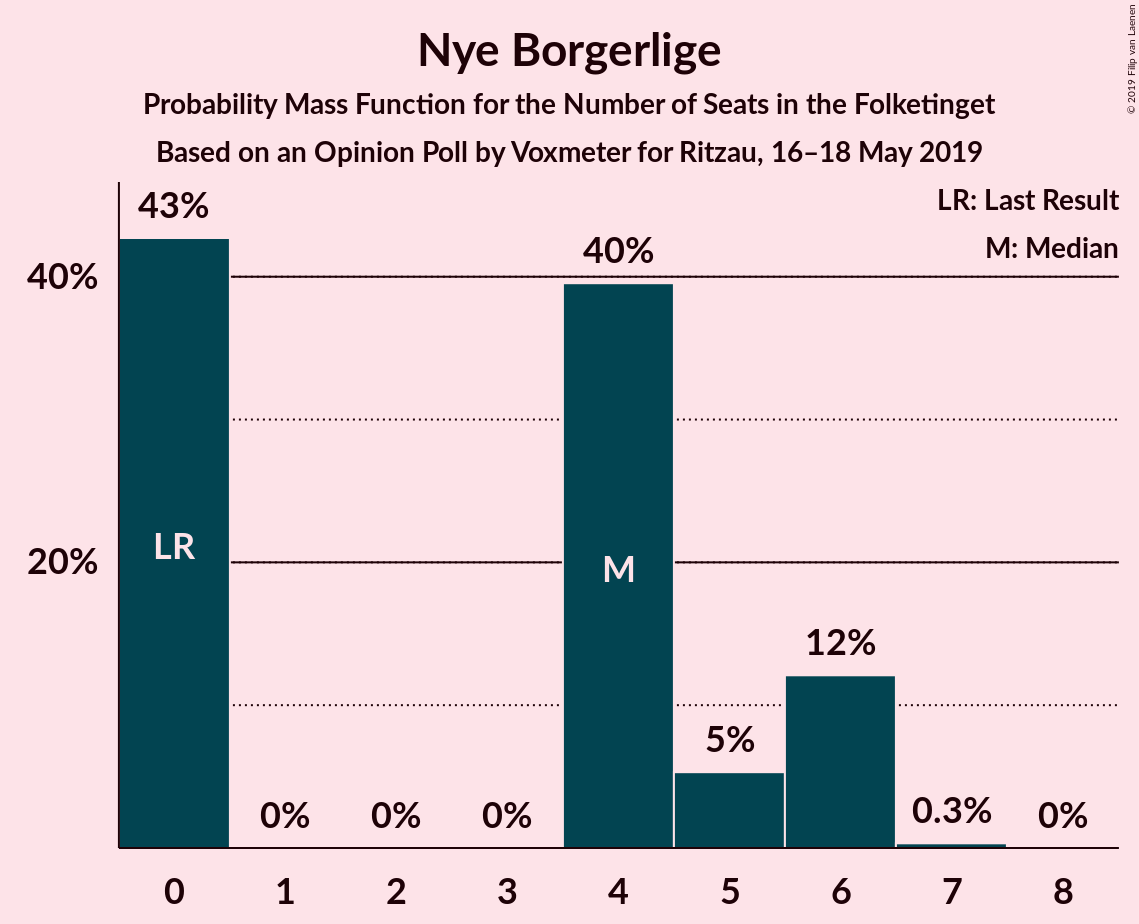 Nye Borgerlige
Probability Mass Function for the Number of Seats in the Folketinget
Based on an Opinion Poll by Voxmeter for Ritzau, 16–18 May 2019
© 2019 Filip van Laenen
LR: Last Result
M: Median
43%
40%
40%
LR
M
20%
12%
5%
0%
0%
0%
0.3%
0%
0 1 2 3 4 5 6 7 8